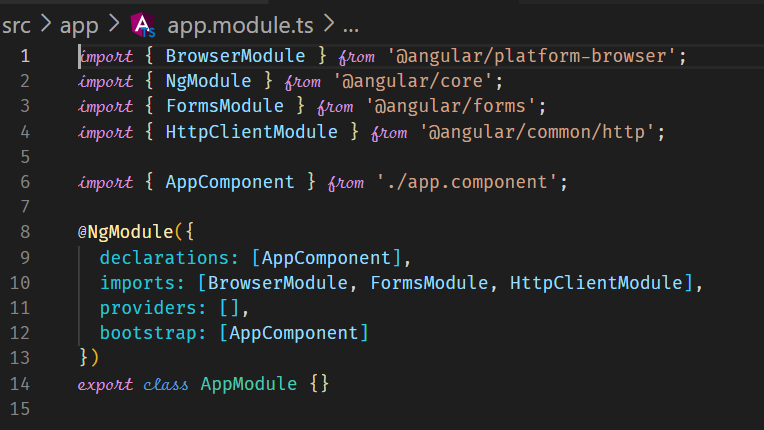 src > app > app.module.ts > ...
1 import { BrowserModule } from '@angular/platform-browser';
2 import { NgModule } from '@angular/core';
3 import { FormsModule } from '@angular/forms';
4 import { HttpClientModule } from '@angular/common/http';
5
6 import { AppComponent } from './app.component';
7
8 @NgModule({
9   declarations: [AppComponent],
10   imports: [BrowserModule, FormsModule, HttpClientModule],
11   providers: [],
12   bootstrap: [AppComponent]
13 })
14 export class AppModule {}
15